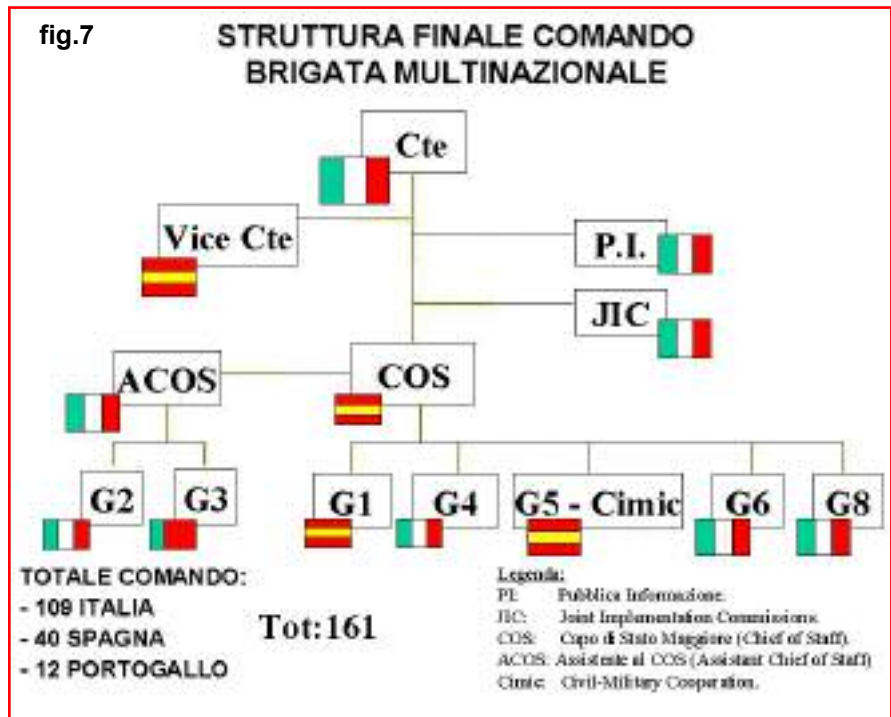 fig.7
STRUTTURA FINALE COMANDO
BRIGATA MULTINAZIONALE
Cte
Vice Cte
P.I.
JIC
ACOS
COS
G2
G3
G1
G4
G5 - Cimic
G6
G8
TOTALE COMANDO:
- 109 ITALIA
- 40 SPAGNA
- 12 PORTOGALLO
Tot:161
Legenda:
PI: Pubblica Informazione.
JIC: Joint Implementation Commissions.
COS: Capo di Stato Maggiore (Chief of Staff).
ACOS: Assistente al COS (Assistant Chief of Staff)
Cimic: Civil-Military Cooperation.